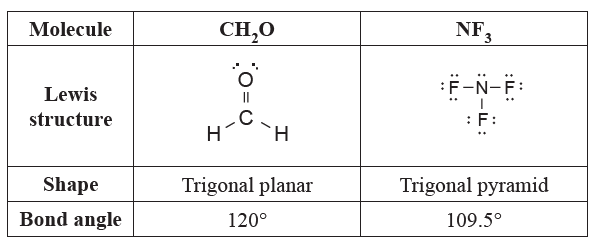 Molecule CH₂O NF₃
Lewis
structure
O
C
H H
F–N–F
F
Shape Trigonal planar Trigonal pyramid
Bond angle 120° 109.5°